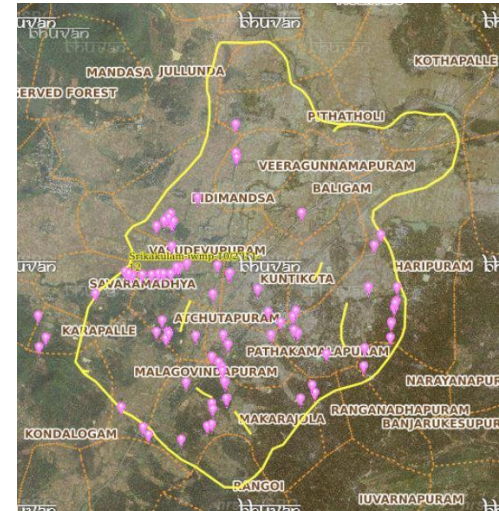 bhuvan
bhuvan
bhuvan
KOTHAPALLE
MANDASA JULLUNDA
SERVED FOREST
PITHATHOLI
VEERAGUNNAMAPURAM
BALIGAM
VASUDEVUPURAM
bhuvan
HARIPURAM
KUNTIKOTA
SAVARAMADHYA
ATCHUTAPURAM
KARAPALLE
PATHAKAMALAPURAM
MALAGOVINDAPURAM
NARAYANAPUR
RANGANADHAPURAM
MAKARAJOLA
BANJARUKESUPUR
KONDALOGAM
RANGOI
IUVARNAPURAM